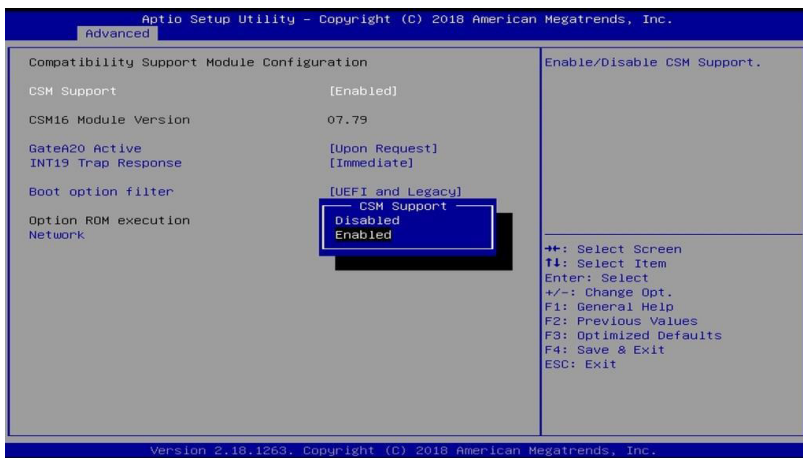 Aptio Setup Utility – Copyright (C) 2018 American Megatrends, Inc.
Advanced
Compatibility Support Module Configuration
CSM Support [Enabled]
CSM16 Module Version 07.79
GateA20 Active [Upon Request]
INT19 Trap Response [Immediate]
Boot option filter [UEFI and Legacy]
Option ROM execution
Network
CSM Support
Disabled
Enabled
Enable/Disable CSM Support.
→←: Select Screen
↑↓: Select Item
Enter: Select
+/-: Change Opt.
F1: General Help
F2: Previous Values
F3: Optimized Defaults
F4: Save & Exit
ESC: Exit
Version 2.18.1263. Copyright (C) 2018 American Megatrends, Inc.